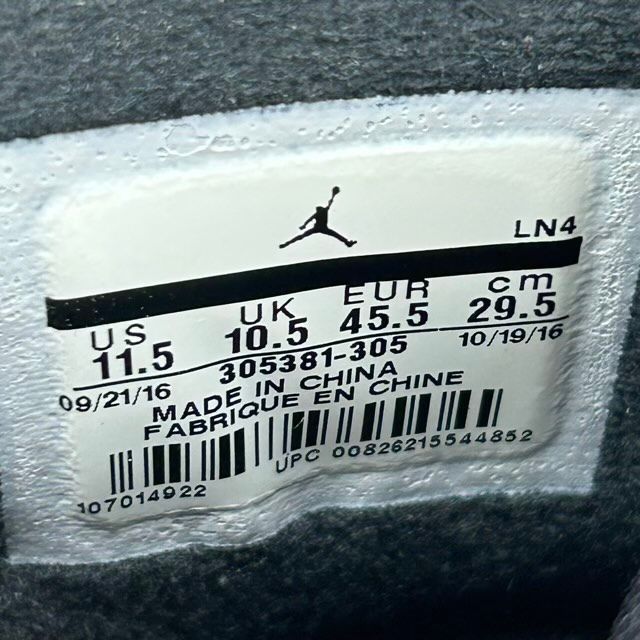 LN4
US UK EUR cm
11.5 10.5 45.5 29.5
09/21/16 305381-305 10/19/16
MADE IN CHINA
FABRIQUE EN CHINE
107014922 UPC 00826215544852